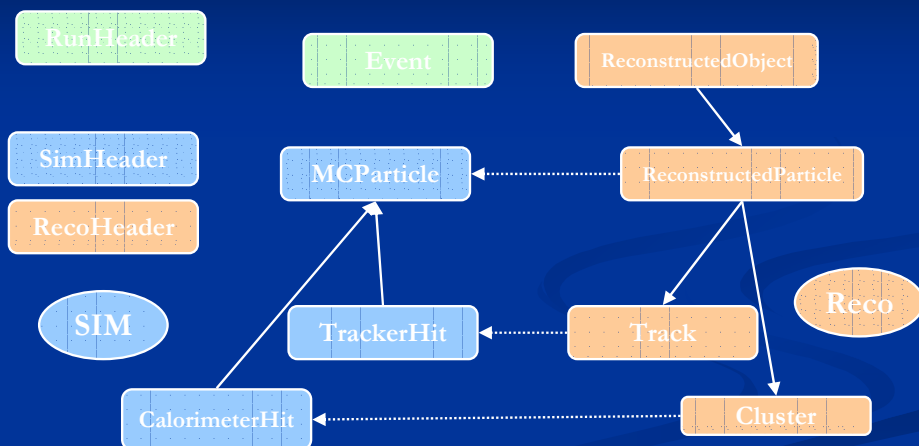 RunHeader
Event
ReconstructedObject
SimHeader
MCParticle
ReconstructedParticle
RecoHeader
SIM
TrackerHit
Track
Reco
CalorimeterHit
Cluster